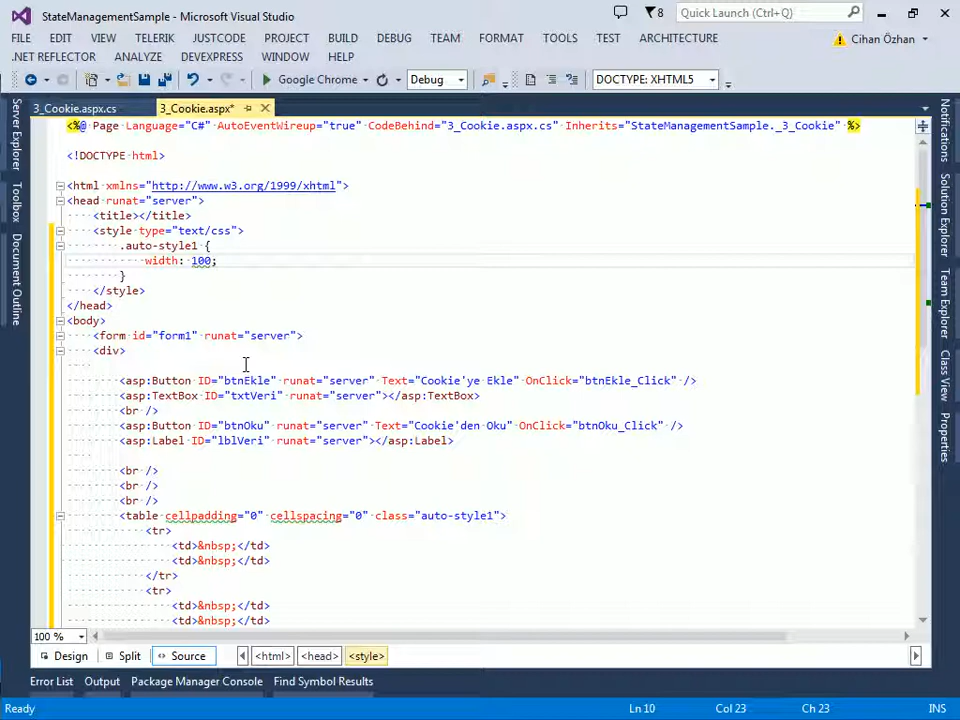 StateManagementSample - Microsoft Visual Studio
8
Quick Launch (Ctrl+Q)
FILE EDIT VIEW TELERIK JUSTCODE PROJECT BUILD DEBUG TEAM FORMAT TOOLS TEST ARCHITECTURE
Cihan Özhan
.NET REFLECTOR ANALYZE DEVEXPRESS WINDOW HELP
Google Chrome
Debug
DOCTYPE: XHTML5
Server Explorer
Toolbox
Document Outline
3_Cookie.aspx.cs
3_Cookie.aspx*
<%@ Page Language="C#" AutoEventWireup="true" CodeBehind="3_Cookie.aspx.cs" Inherits="StateManagementSample._3_Cookie" %>
<!DOCTYPE html>
<html xmlns="http://www.w3.org/1999/xhtml">
<head runat="server">
<title></title>
<style type="text/css">
.auto-style1 {
width: 100;
}
</style>
</head>
<body>
<form id="form1" runat="server">
<div>
<asp:Button ID="btnEkle" runat="server" Text="Cookie'ye Ekle" OnClick="btnEkle_Click" />
<asp:TextBox ID="txtVeri" runat="server"></asp:TextBox>
<br />
<asp:Button ID="btnOku" runat="server" Text="Cookie'den Oku" OnClick="btnOku_Click" />
<asp:Label ID="lblVeri" runat="server"></asp:Label>
<br />
<br />
<br />
<table cellpadding="0" cellspacing="0" class="auto-style1">
<tr>
<td>&nbsp;</td>
<td>&nbsp;</td>
</tr>
<tr>
<td>&nbsp;</td>
<td>&nbsp;</td>
Notifications
Solution Explorer
Team Explorer
Class View
Properties
100 %
Design
Split
Source
<html>
<head>
<style>
Error List
Output
Package Manager Console
Find Symbol Results
Ready
Ln 10
Col 23
Ch 23
INS